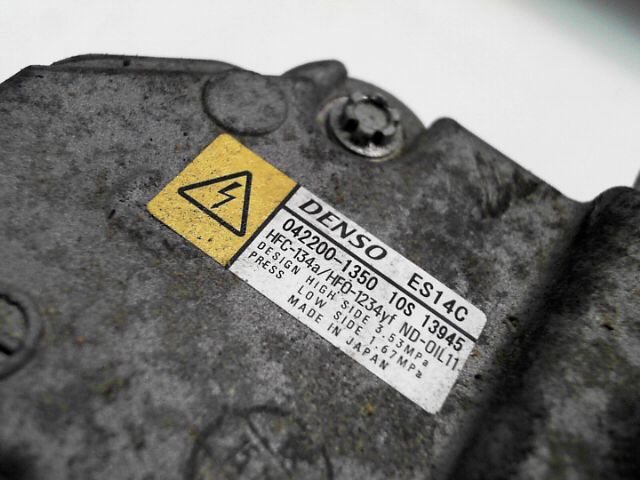 DENSO ES14C
042200-1350 10S 13945
HFC-134a/HFO-1234yf ND-OIL11
DESIGN HIGH SIDE 3.53MPa
PRESS LOW SIDE 1.67MPa
MADE IN JAPAN